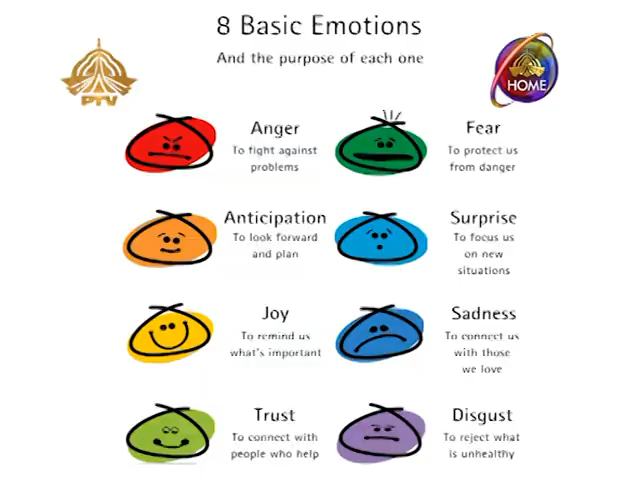 8 Basic Emotions
And the purpose of each one
PTV
HOME
Anger
To fight against
problems
Fear
To protect us
from danger
Anticipation
To look forward
and plan
Surprise
To focus us
on new
situations
Joy
To remind us
what's important
Sadness
To connect us
with those
we love
Trust
To connect with
people who help
Disgust
To reject what
is unhealthy